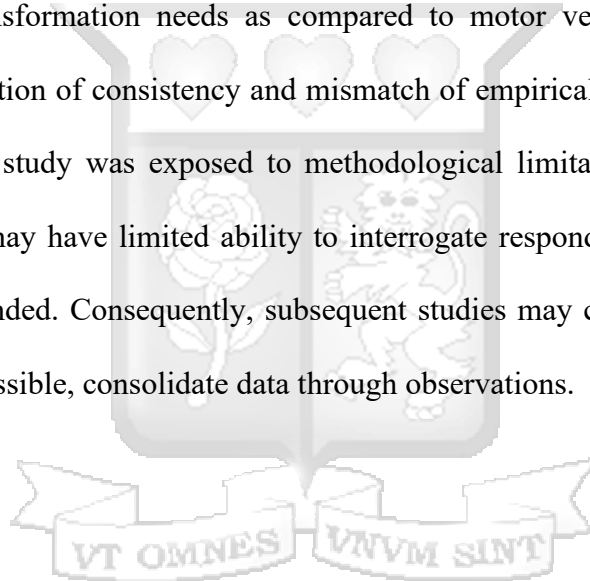 nsformation needs as compared to motor ve
tion of consistency and mismatch of empirical
study was exposed to methodological limita
may have limited ability to interrogate respond
nded. Consequently, subsequent studies may c
ssible, consolidate data through observations.
VT OMNES VNVM SINT